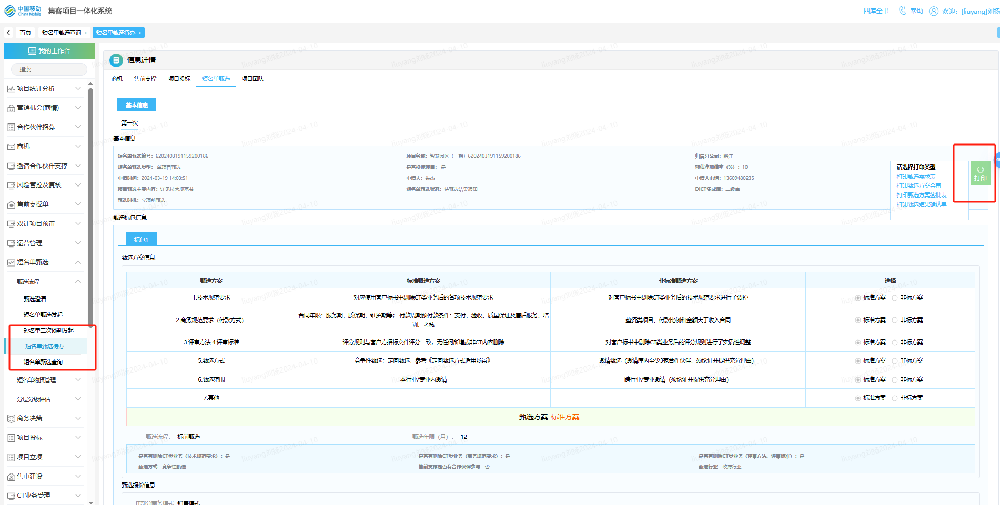 中国移动 China Mobile 集客项目一体化系统 四库全书 帮助 欢迎：[liuyang]刘扬
首页 短名单甄选查询 x 短名单甄选待办 x
我的工作台
搜索
项目统计分析
营销机会(商情)
合作伙伴招募
商机
邀请合作伙伴支撑
风险管控及复核
售前支撑单
双计项目预审
运营管理
短名单甄选
甄选流程
甄选澄清
短名单甄选发起
短名单二次谈判发起
短名单甄选待办
短名单甄选查询
短名单物资管理
分层分级评估
商务决策
项目投标
项目立项
售中建设
CT业务受理
信息详情
商机 售前支撑 项目投标 短名单甄选 项目团队
基本信息
第一次
基本信息
短名单甄选编号：6202403191159200186 项目名称：智慧园区（一期）6202403191159200186 归属分公司：黔江
短名单甄选类型：单项目甄选 是否投标项目：是 预估净现值率（%）：10
申请时间：2024-03-19 14:03:51 申请人：朱杰 申请人电话：13609480235
项目甄选主要内容：详见技术规范书 短名单甄选状态：待甄选结果通知 DICT集成库：二级库
甄选时机：立项前甄选
请选择打印类型
打印甄选需求表
打印甄选方案会审
打印甄选方案签批表
打印甄选结果确认单
打印
甄选标包信息
标包1
甄选方案信息
甄选方案 标准甄选方案 非标准甄选方案 选择
1.技术规范要求 对应使用客户标书中剔除CT类业务后的各项技术规范要求 对客户标书中剔除CT类业务后的技术规范要求进行了调控 标准方案 非标方案
2.商务规范要求（付款方式） 合同年限：服务期、质保期、维护期等； 付款周期预付款条件：支付、验收、质量保证及售后服务、培训、考核 垫资类项目、付款比例和金额大于收入合同 标准方案 非标方案
3.评审方法 4.评审标准 评分规则与客户方招标文件评分一致，无任何所增或非CT内容删除 对客户标书中剔除CT类业务后的评分规则进行了实质性调整 标准方案 非标方案
5.甄选方式 竞争性甄选；定向甄选，参考《定向甄选方式适用场景》 邀请甄选（邀请库内至少3家合作伙伴，须论证并提供充分理由） 标准方案 非标方案
6.甄选范围 本行业/专业内邀请 跨行业/专业邀请（须论证并提供充分理由） 标准方案 非标方案
7.其他 标准方案 非标方案
甄选方案 标准方案
甄选流程： 标前甄选 甄选年限（月）： 12
是否有删除CT类业务（技术规范要求）：是 是否有删除CT类业务（商务规范要求）：是 是否有删除CT类业务（评审方法、评审标准）：是
甄选方式：竞争性甄选 售前支撑是否有合作伙伴参与：否 甄选行业：政府行业
甄选报价信息
IT部分商务模式 销售模式
liuyang刘扬2024-04-10